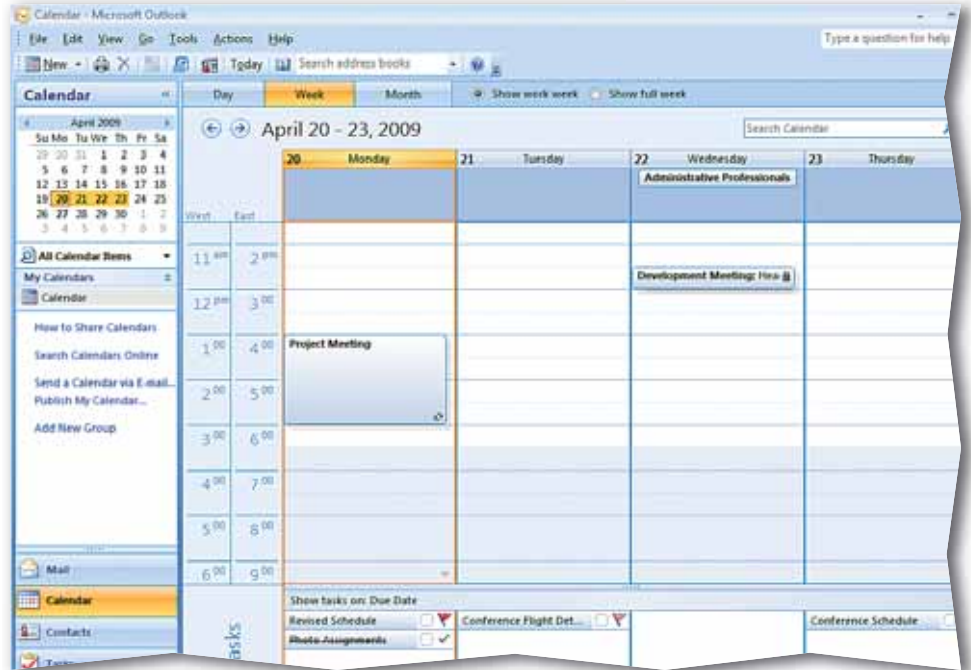 Calendar - Microsoft Outlook
File Edit View Go Tools Actions Help
Type a question for help
New Today Search address books
Calendar «
Day Week Month Show work week Show full week
April 2009
Su Mo Tu We Th Fr Sa
29 30 31 1 2 3 4
5 6 7 8 9 10 11
12 13 14 15 16 17 18
19 20 21 22 23 24 25
26 27 28 29 30 1 2
3 4 5 6 7 8 9
All Calendar Items
My Calendars
Calendar
How to Share Calendars
Search Calendars Online
Send a Calendar via E-mail...
Publish My Calendar...
Add New Group
Mail
Calendar
Contacts
Tasks
April 20 - 23, 2009
Search Calendar
20 Monday 21 Tuesday 22 Wednesday 23 Thursday
Administrative Professionals
West East
11 am 2 pm
Development Meeting:
12 pm 3 00
1 00 4 00
Project Meeting
2 00 5 00
3 00 6 00
4 00 7 00
5 00 8 00
6 00 9 00
Show tasks on: Due Date
Revised Schedule Conference Flight Det... Conference Schedule
Photo Assignments